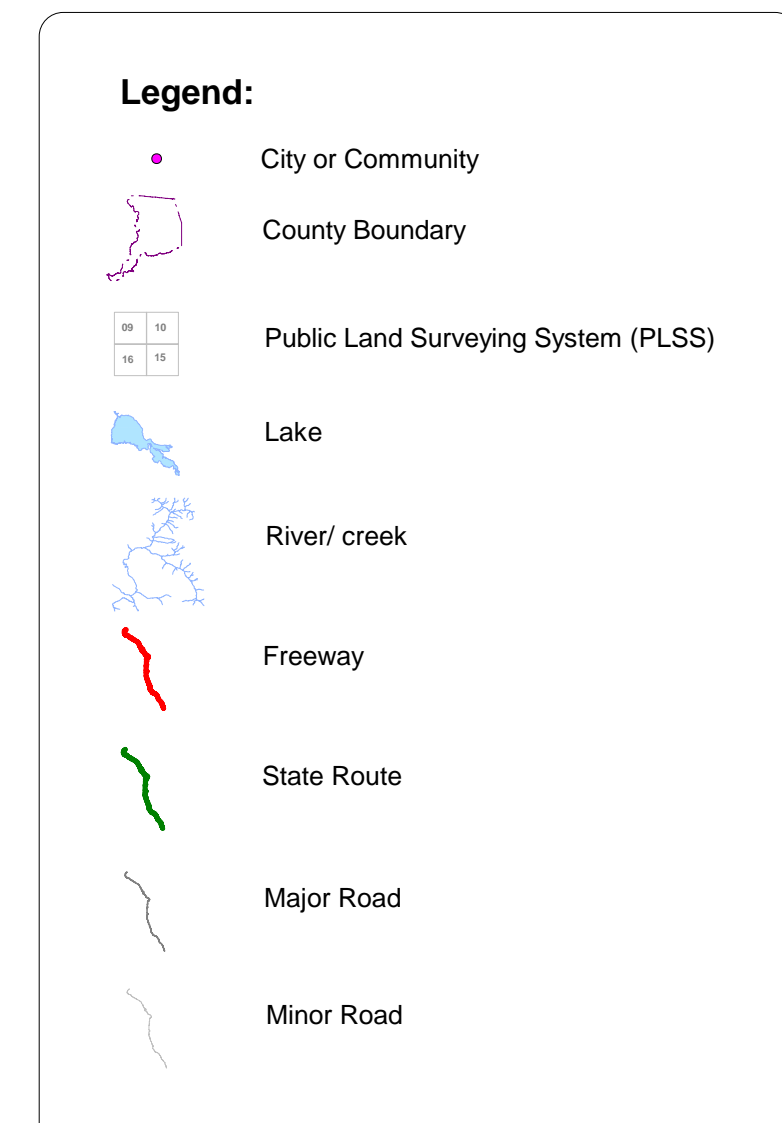 Legend:
City or Community
County Boundary
09 10
16 15
Public Land Surveying System (PLSS)
Lake
River/ creek
Freeway
State Route
Major Road
Minor Road